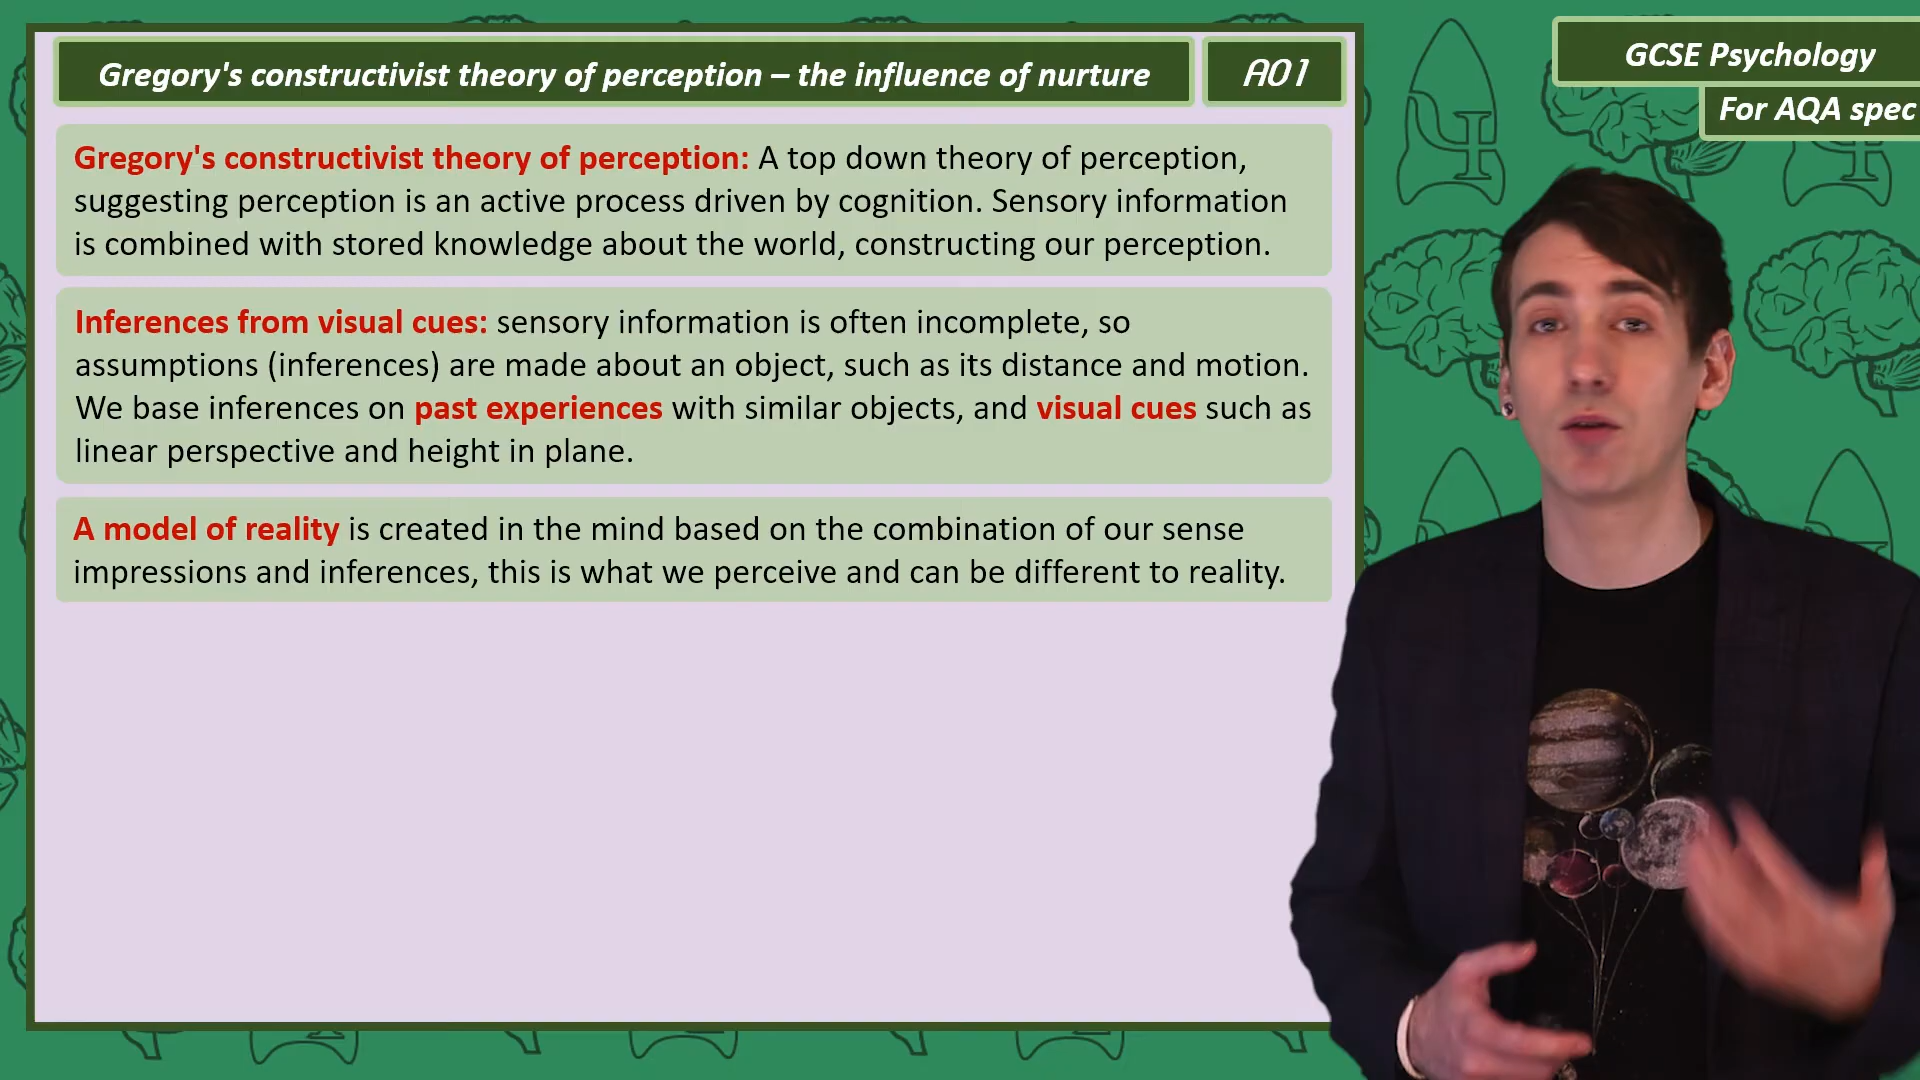 Gregory's constructivist theory of perception – the influence of nurture
AO1
GCSE Psychology
For AQA spec
Gregory's constructivist theory of perception: A top down theory of perception,
suggesting perception is an active process driven by cognition. Sensory information
is combined with stored knowledge about the world, constructing our perception.
Inferences from visual cues: sensory information is often incomplete, so
assumptions (inferences) are made about an object, such as its distance and motion.
We base inferences on past experiences with similar objects, and visual cues such as
linear perspective and height in plane.
A model of reality is created in the mind based on the combination of our sense
impressions and inferences, this is what we perceive and can be different to reality.